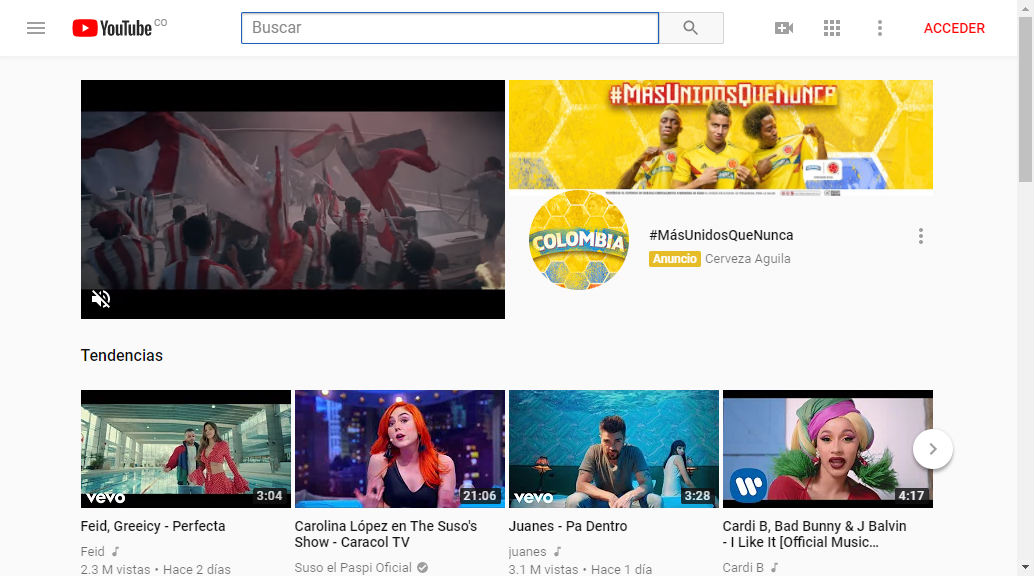 YouTube CO
Buscar
ACCEDER
#MÁSUNIDOSQUENUNCA
COLOMBIA
#MásUnidosQueNunca
Anuncio Cerveza Aguila
Tendencias
vevo 3:04
21:06
vevo 3:28
4:17
Feid, Greeicy - Perfecta
Feid
2.3 M vistas • Hace 2 días
Carolina López en The Suso's
Show - Caracol TV
Suso el Paspi Oficial
Juanes - Pa Dentro
juanes
3.1 M vistas • Hace 1 día
Cardi B, Bad Bunny & J Balvin
- I Like It [Official Music...
Cardi B